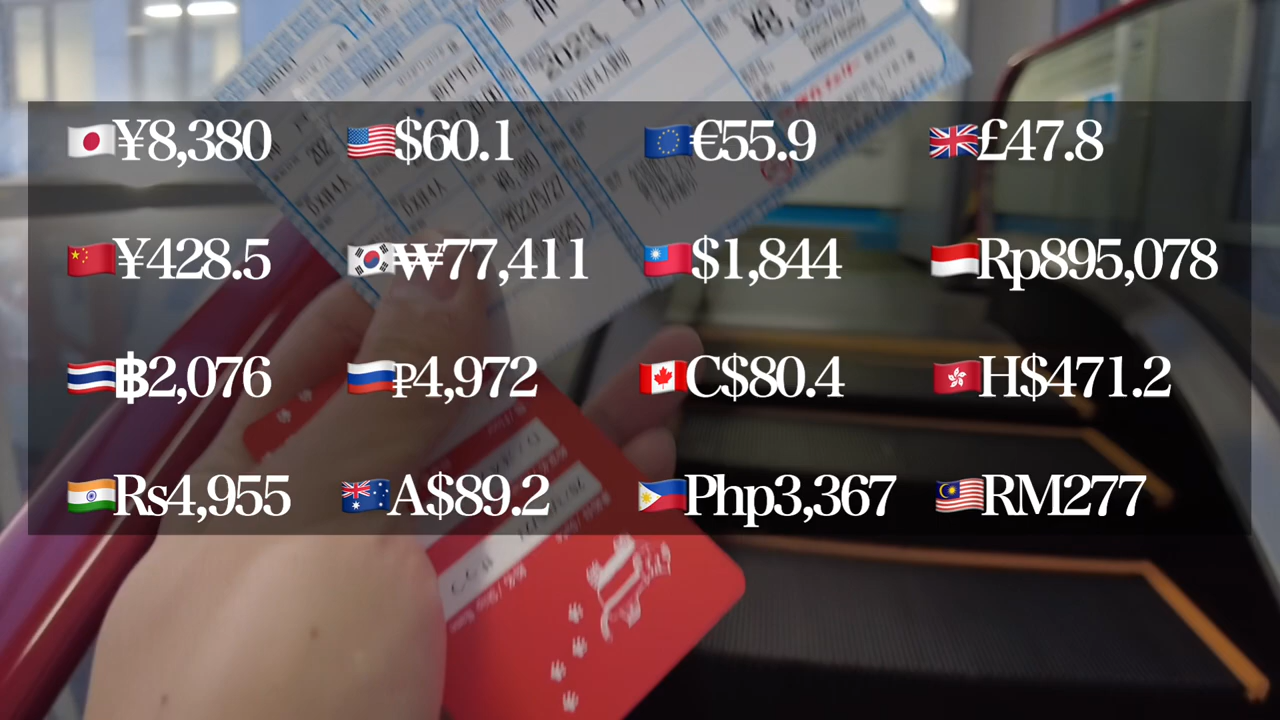 ¥8,380 $60.1 €55.9 £47.8
¥428.5 ₩77,411 $1,844 Rp895,078
฿2,076 ₽4,972 C$80.4 H$471.2
Rs4,955 A$89.2 Php3,367 RM277